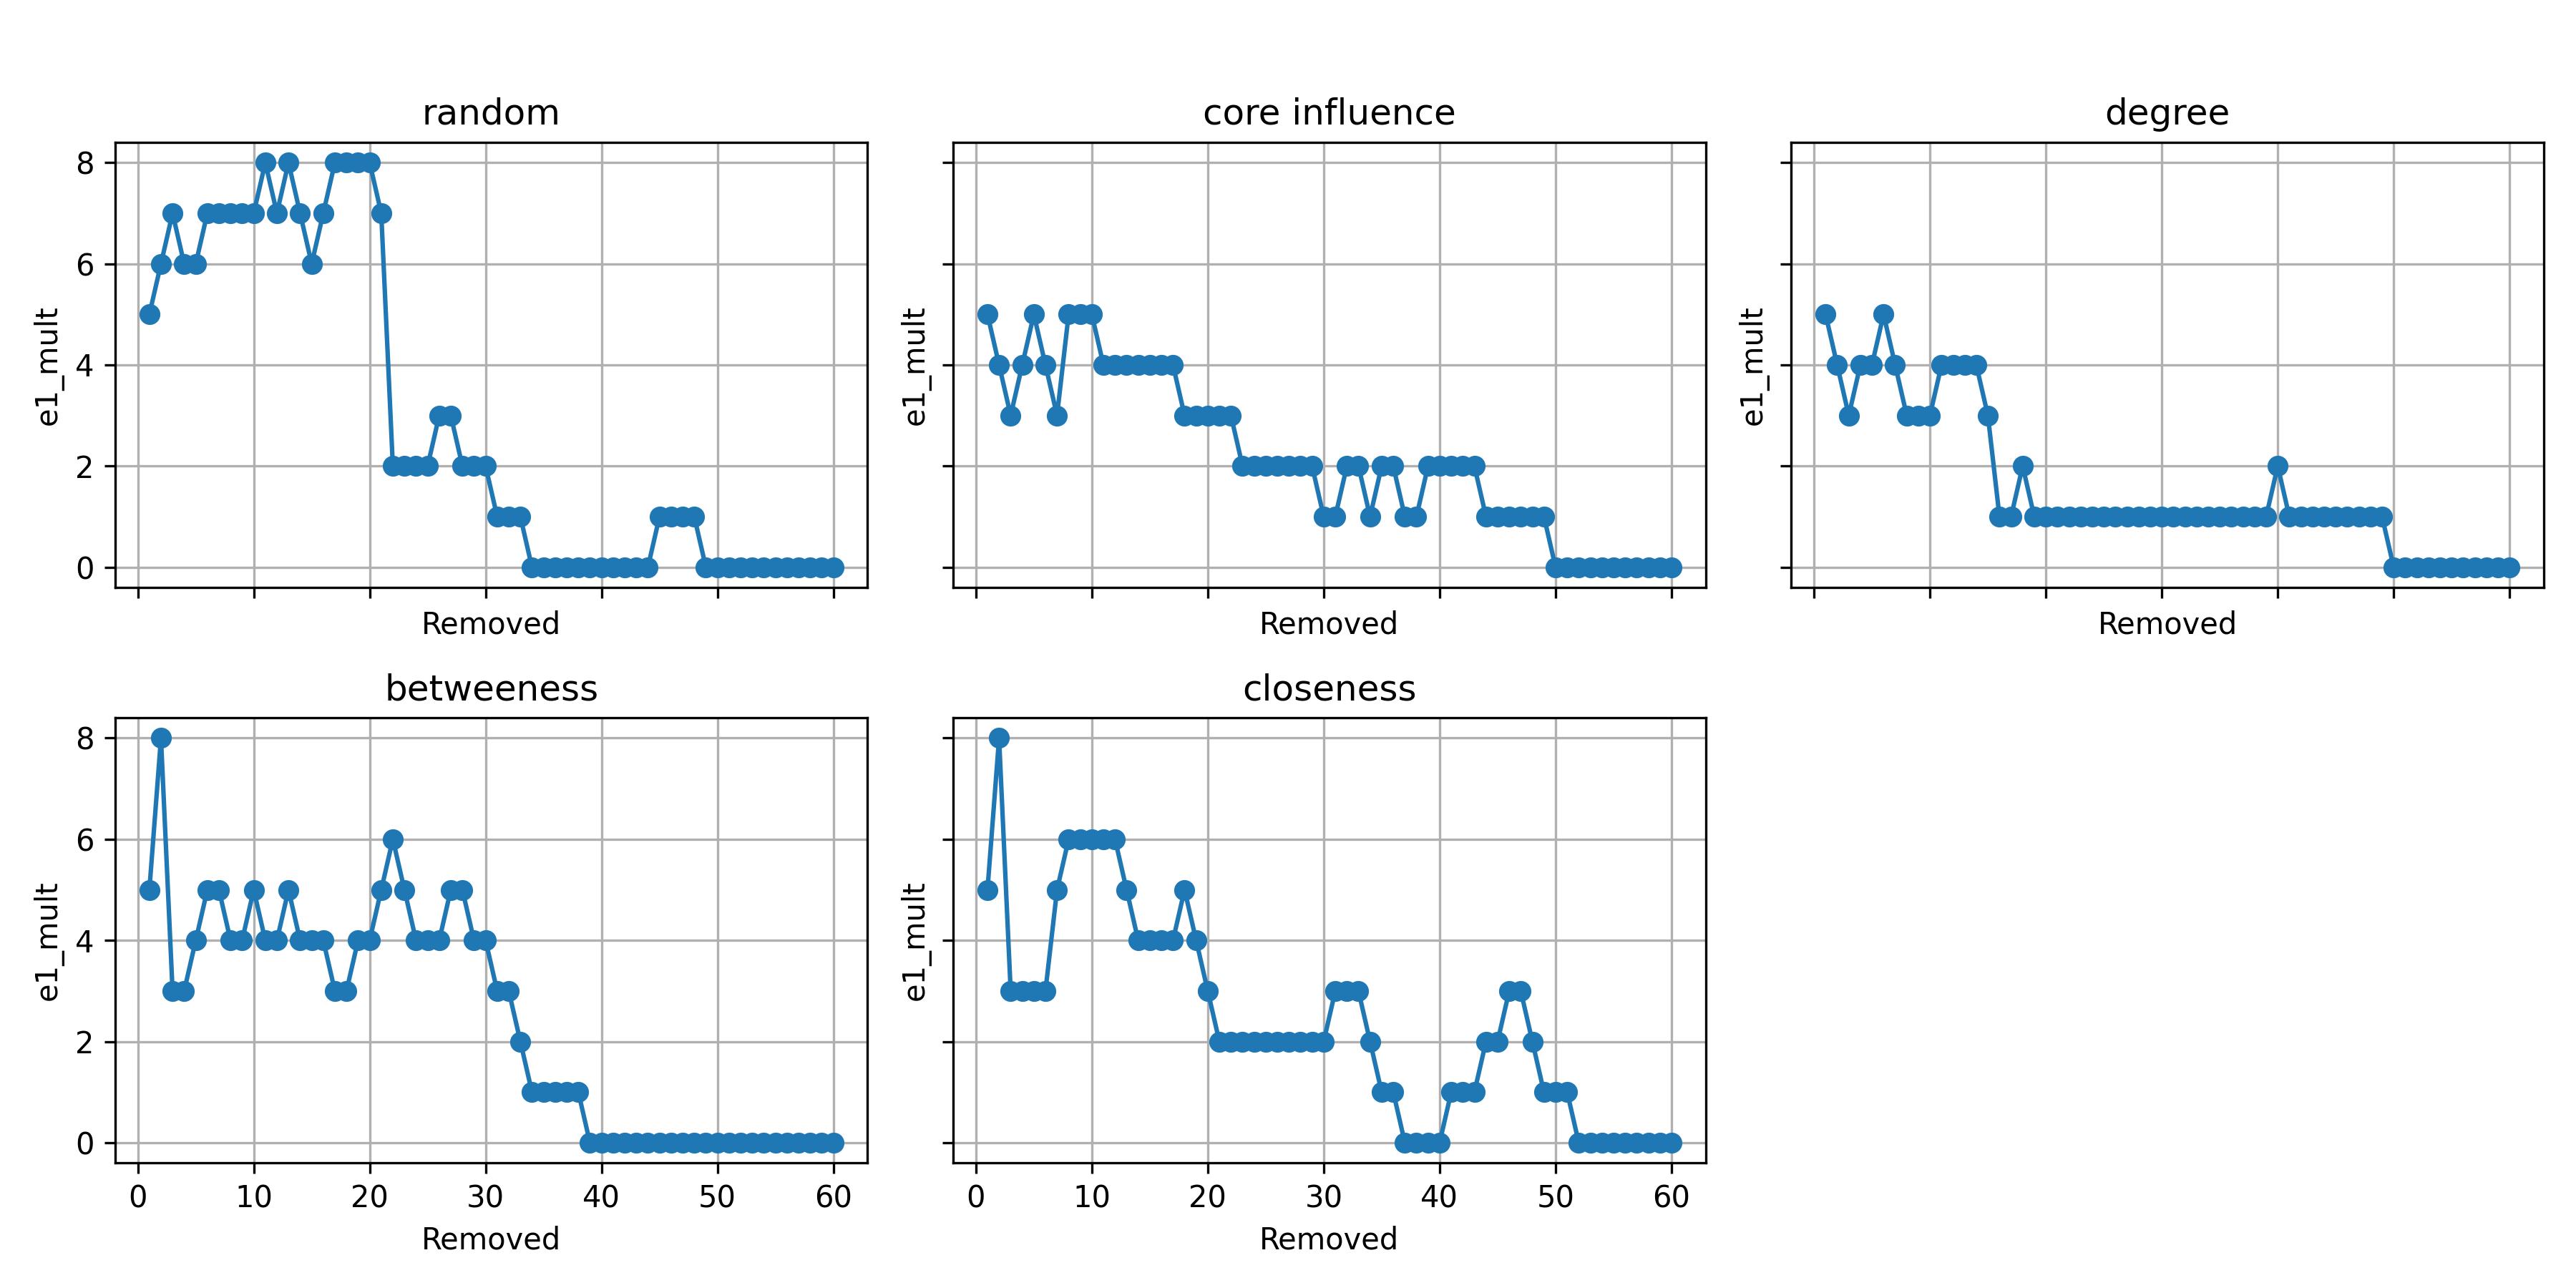 random
core influence
degree
8
6
4
2
0
e1_mult
e1_mult
e1_mult
Removed
Removed
Removed
betweeness
closeness
8
6
4
2
0
e1_mult
e1_mult
0 10 20 30 40 50 60
0 10 20 30 40 50 60
Removed
Removed